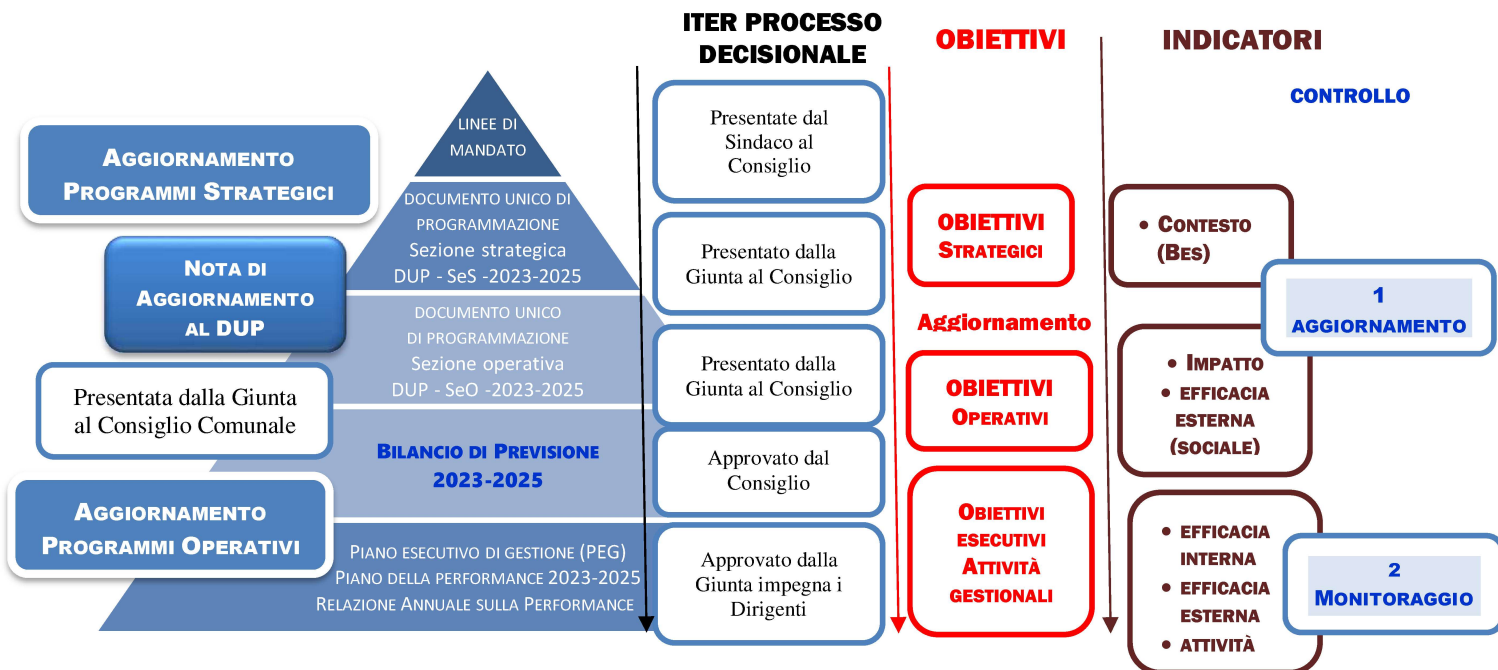 ITER PROCESSO
DECISIONALE
OBIETTIVI
INDICATORI
CONTROLLO
AGGIORNAMENTO
PROGRAMMI STRATEGICI
NOTA DI
AGGIORNAMENTO
AL DUP
Presentata dalla Giunta
al Consiglio Comunale
AGGIORNAMENTO
PROGRAMMI OPERATIVI
LINEE DI
MANDATO
DOCUMENTO UNICO DI
PROGRAMMAZIONE
Sezione strategica
DUP - SeS -2023-2025
DOCUMENTO UNICO
DI PROGRAMMAZIONE
Sezione operativa
DUP - SeO -2023-2025
BILANCIO DI PREVISIONE
2023-2025
PIANO ESECUTIVO DI GESTIONE (PEG)
PIANO DELLA PERFORMANCE 2023-2025
RELAZIONE ANNUALE SULLA PERFORMANCE
Presentate dal
Sindaco al
Consiglio
Presentato dalla
Giunta al Consiglio
Presentato dalla
Giunta al Consiglio
Approvato dal
Consiglio
Approvato dalla
Giunta impegna i
Dirigenti
OBIETTIVI
STRATEGICI
Aggiornamento
OBIETTIVI
OPERATIVI
OBIETTIVI
ESECUTIVI
ATTIVITÀ
GESTIONALI
• CONTESTO
(BES)
• IMPATTO
• EFFICACIA
ESTERNA
(SOCIALE)
• EFFICACIA
INTERNA
• EFFICACIA
ESTERNA
• ATTIVITÀ
1
AGGIORNAMENTO
2
MONITORAGGIO